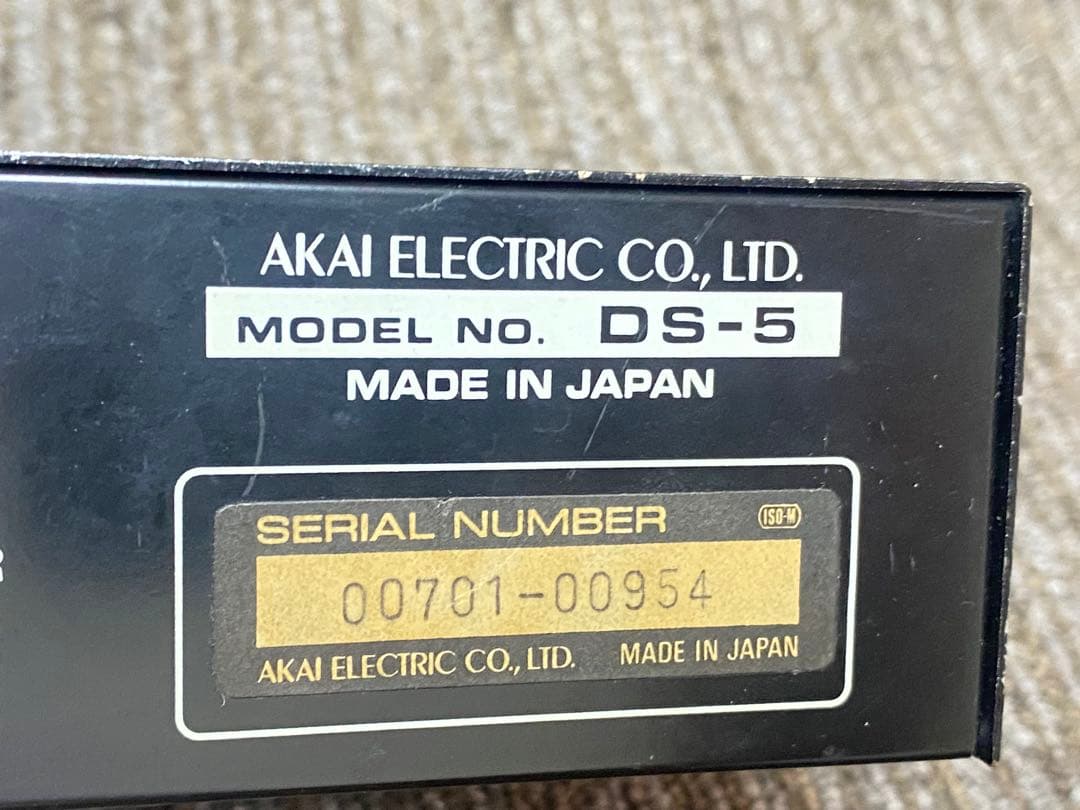 AKAI ELECTRIC CO., LTD.
MODEL NO. DS-5
MADE IN JAPAN
SERIAL NUMBER ISO-M
00701-00954
AKAI ELECTRIC CO., LTD. MADE IN JAPAN